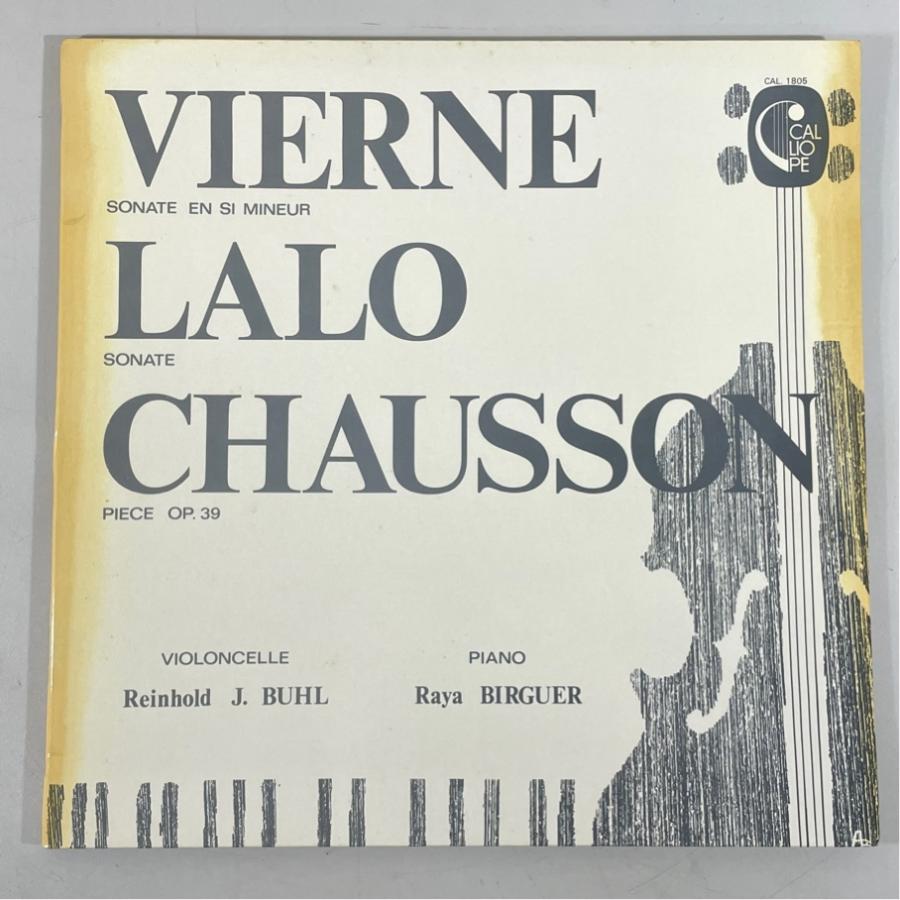 VIERNE
SONATE EN SI MINEUR
LALO
SONATE
CHAUSSON
PIECE OP. 39
CAL. 1805
CAL
LIO
PE
VIOLONCELLE
Reinhold J. BUHL
PIANO
Raya BIRGUER